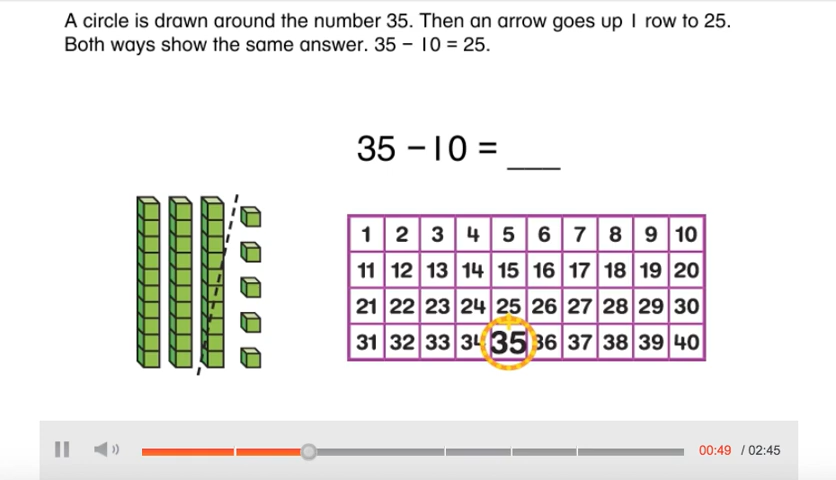 A circle is drawn around the number 35. Then an arrow goes up 1 row to 25.
Both ways show the same answer. 35 – 10 = 25.
35 – 10 = ___
1 2 3 4 5 6 7 8 9 10
11 12 13 14 15 16 17 18 19 20
21 22 23 24 25 26 27 28 29 30
31 32 33 34 35 36 37 38 39 40
00:49 / 02:45